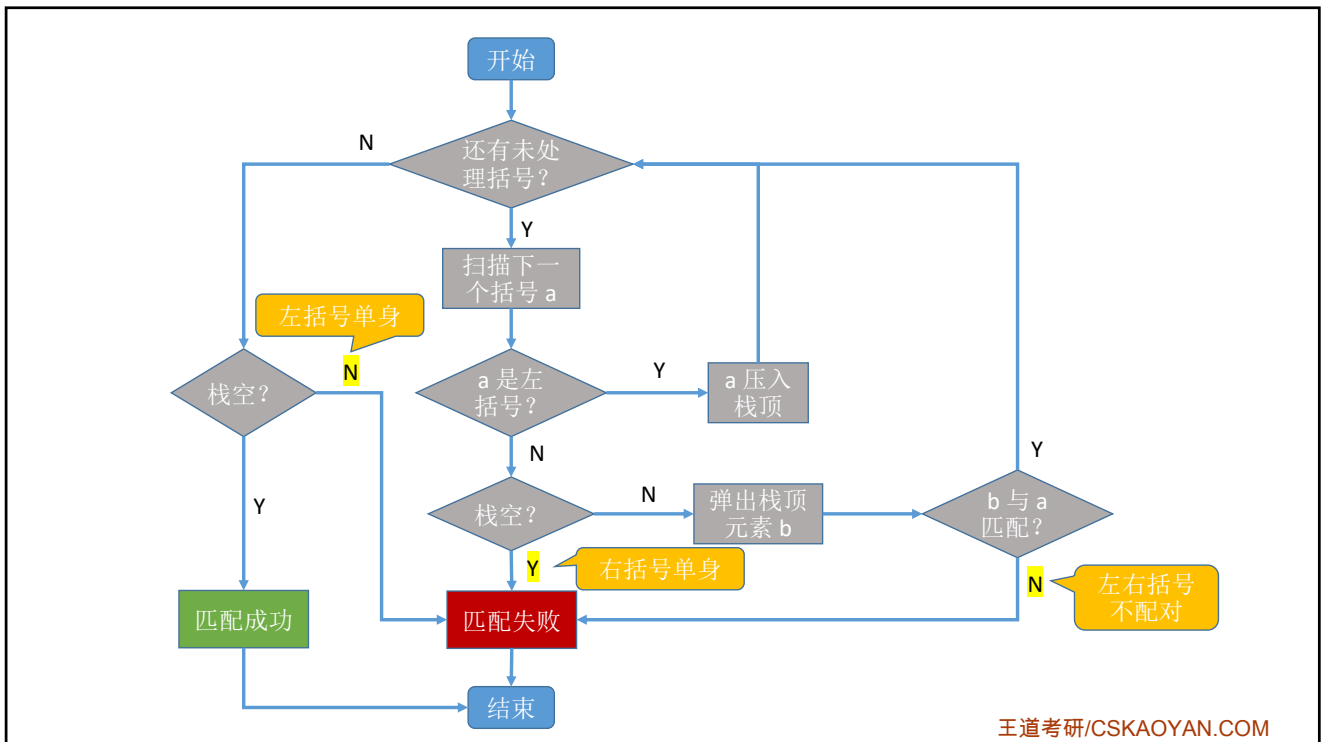 开始
N
还有未处
理括号？
Y
扫描下一
个括号 a
左括号单身
N
栈空？
a 是左
括号？
Y
a 压入
栈顶
N
Y
Y
栈空？
N
弹出栈顶
元素 b
b 与 a
匹配？
Y
右括号单身
N
左右括号
不配对
匹配成功
匹配失败
结束
王道考研/CSKAOYAN.COM